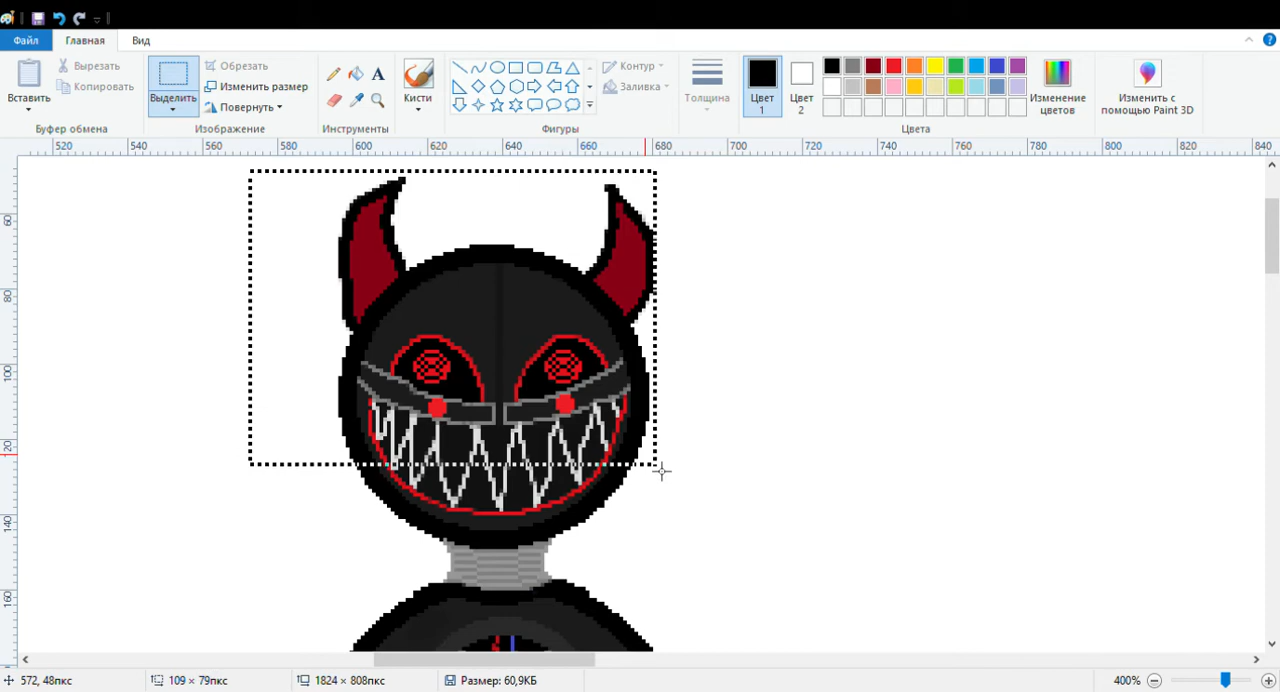 Файл Главная Вид
Вставить
Вырезать
Копировать
Буфер обмена
Выделить
Обрезать
Изменить размер
Повернуть
Изображение
A
Инструменты
Кисти
Контур
Заливка
Фигуры
Толщина
Цвет
1
Цвет
2
Изменение
цветов
Цвета
Изменить с
помощью Paint 3D
520 540 560 580 600 620 640 660 680 700 720 740 760 780 800 820 840
60
80
100
120
140
160
572, 48пкс 109 × 79пкс 1824 × 808пкс Размер: 60,9КБ 400%